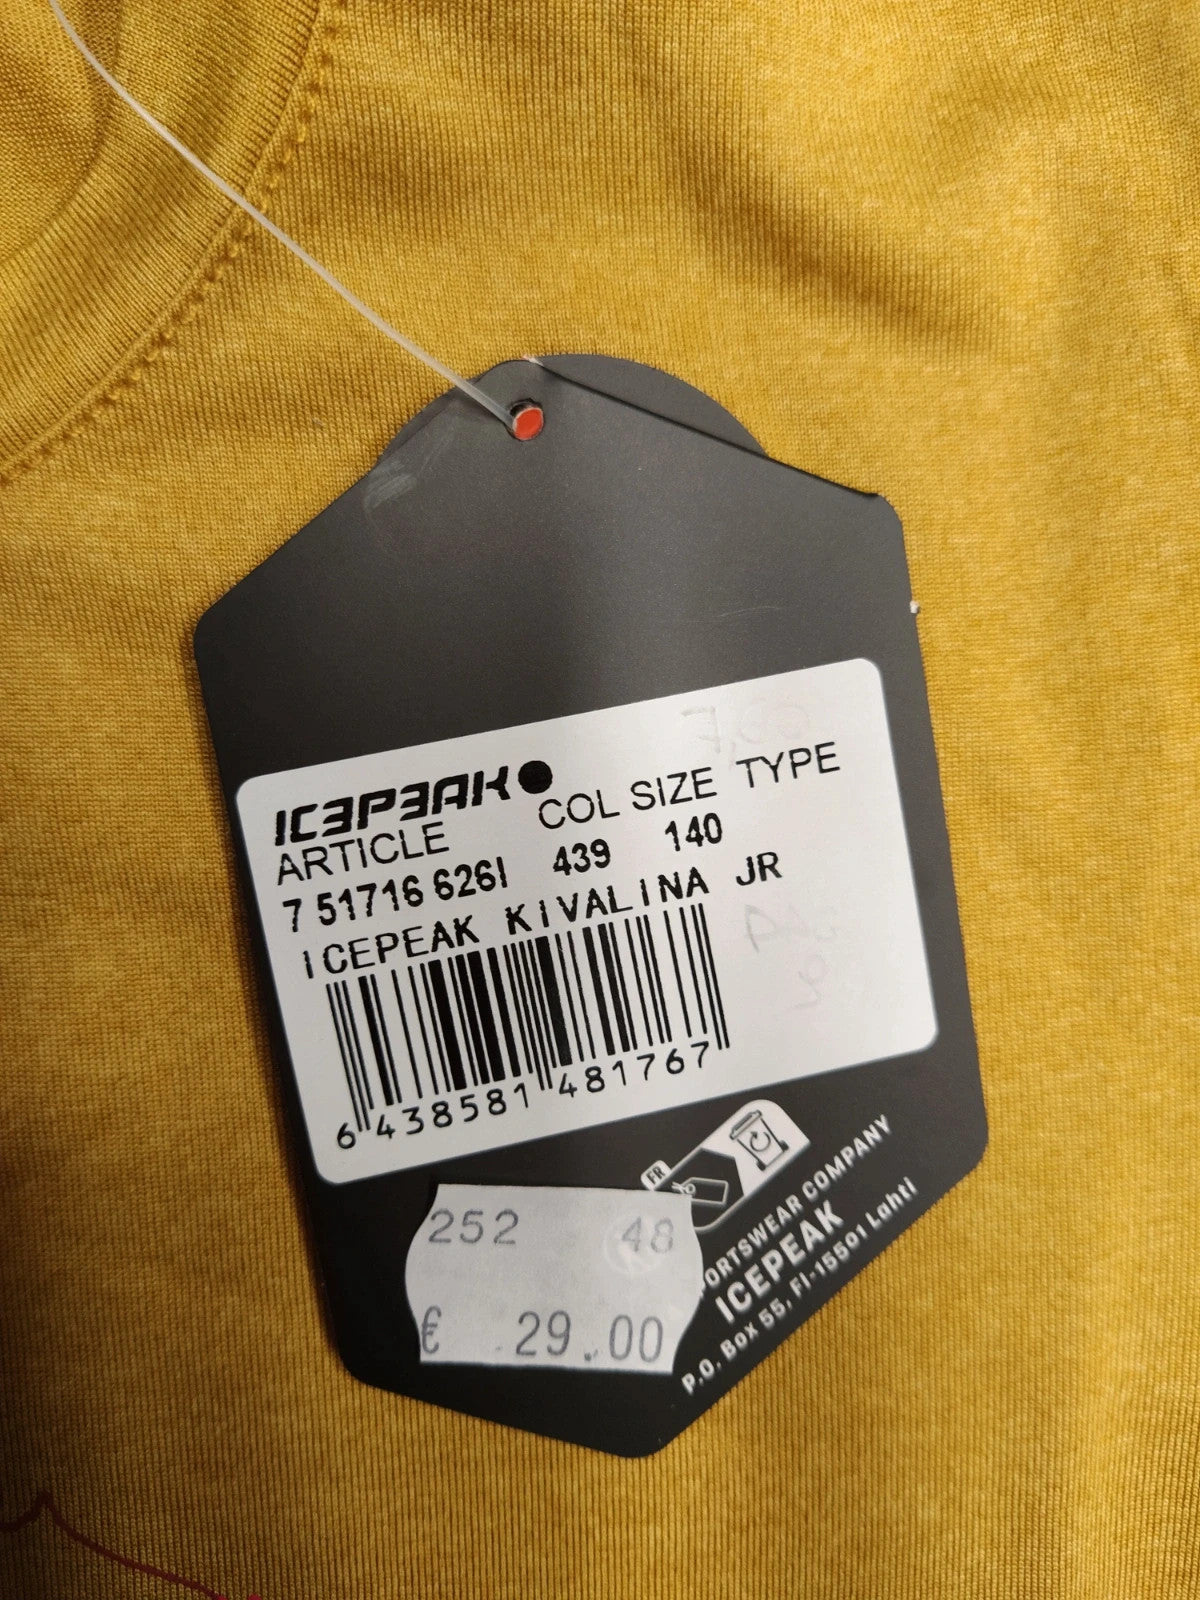 ICEPEAK
ARTICLE COL SIZE TYPE
7 51716 626I 439 140
ICEPEAK KIVALINA JR
6 438581 481767
FR
252 48
€ 29.00
SPORTSWEAR COMPANY
ICEPEAK
P.O. Box 55, FI-15501 Lahti